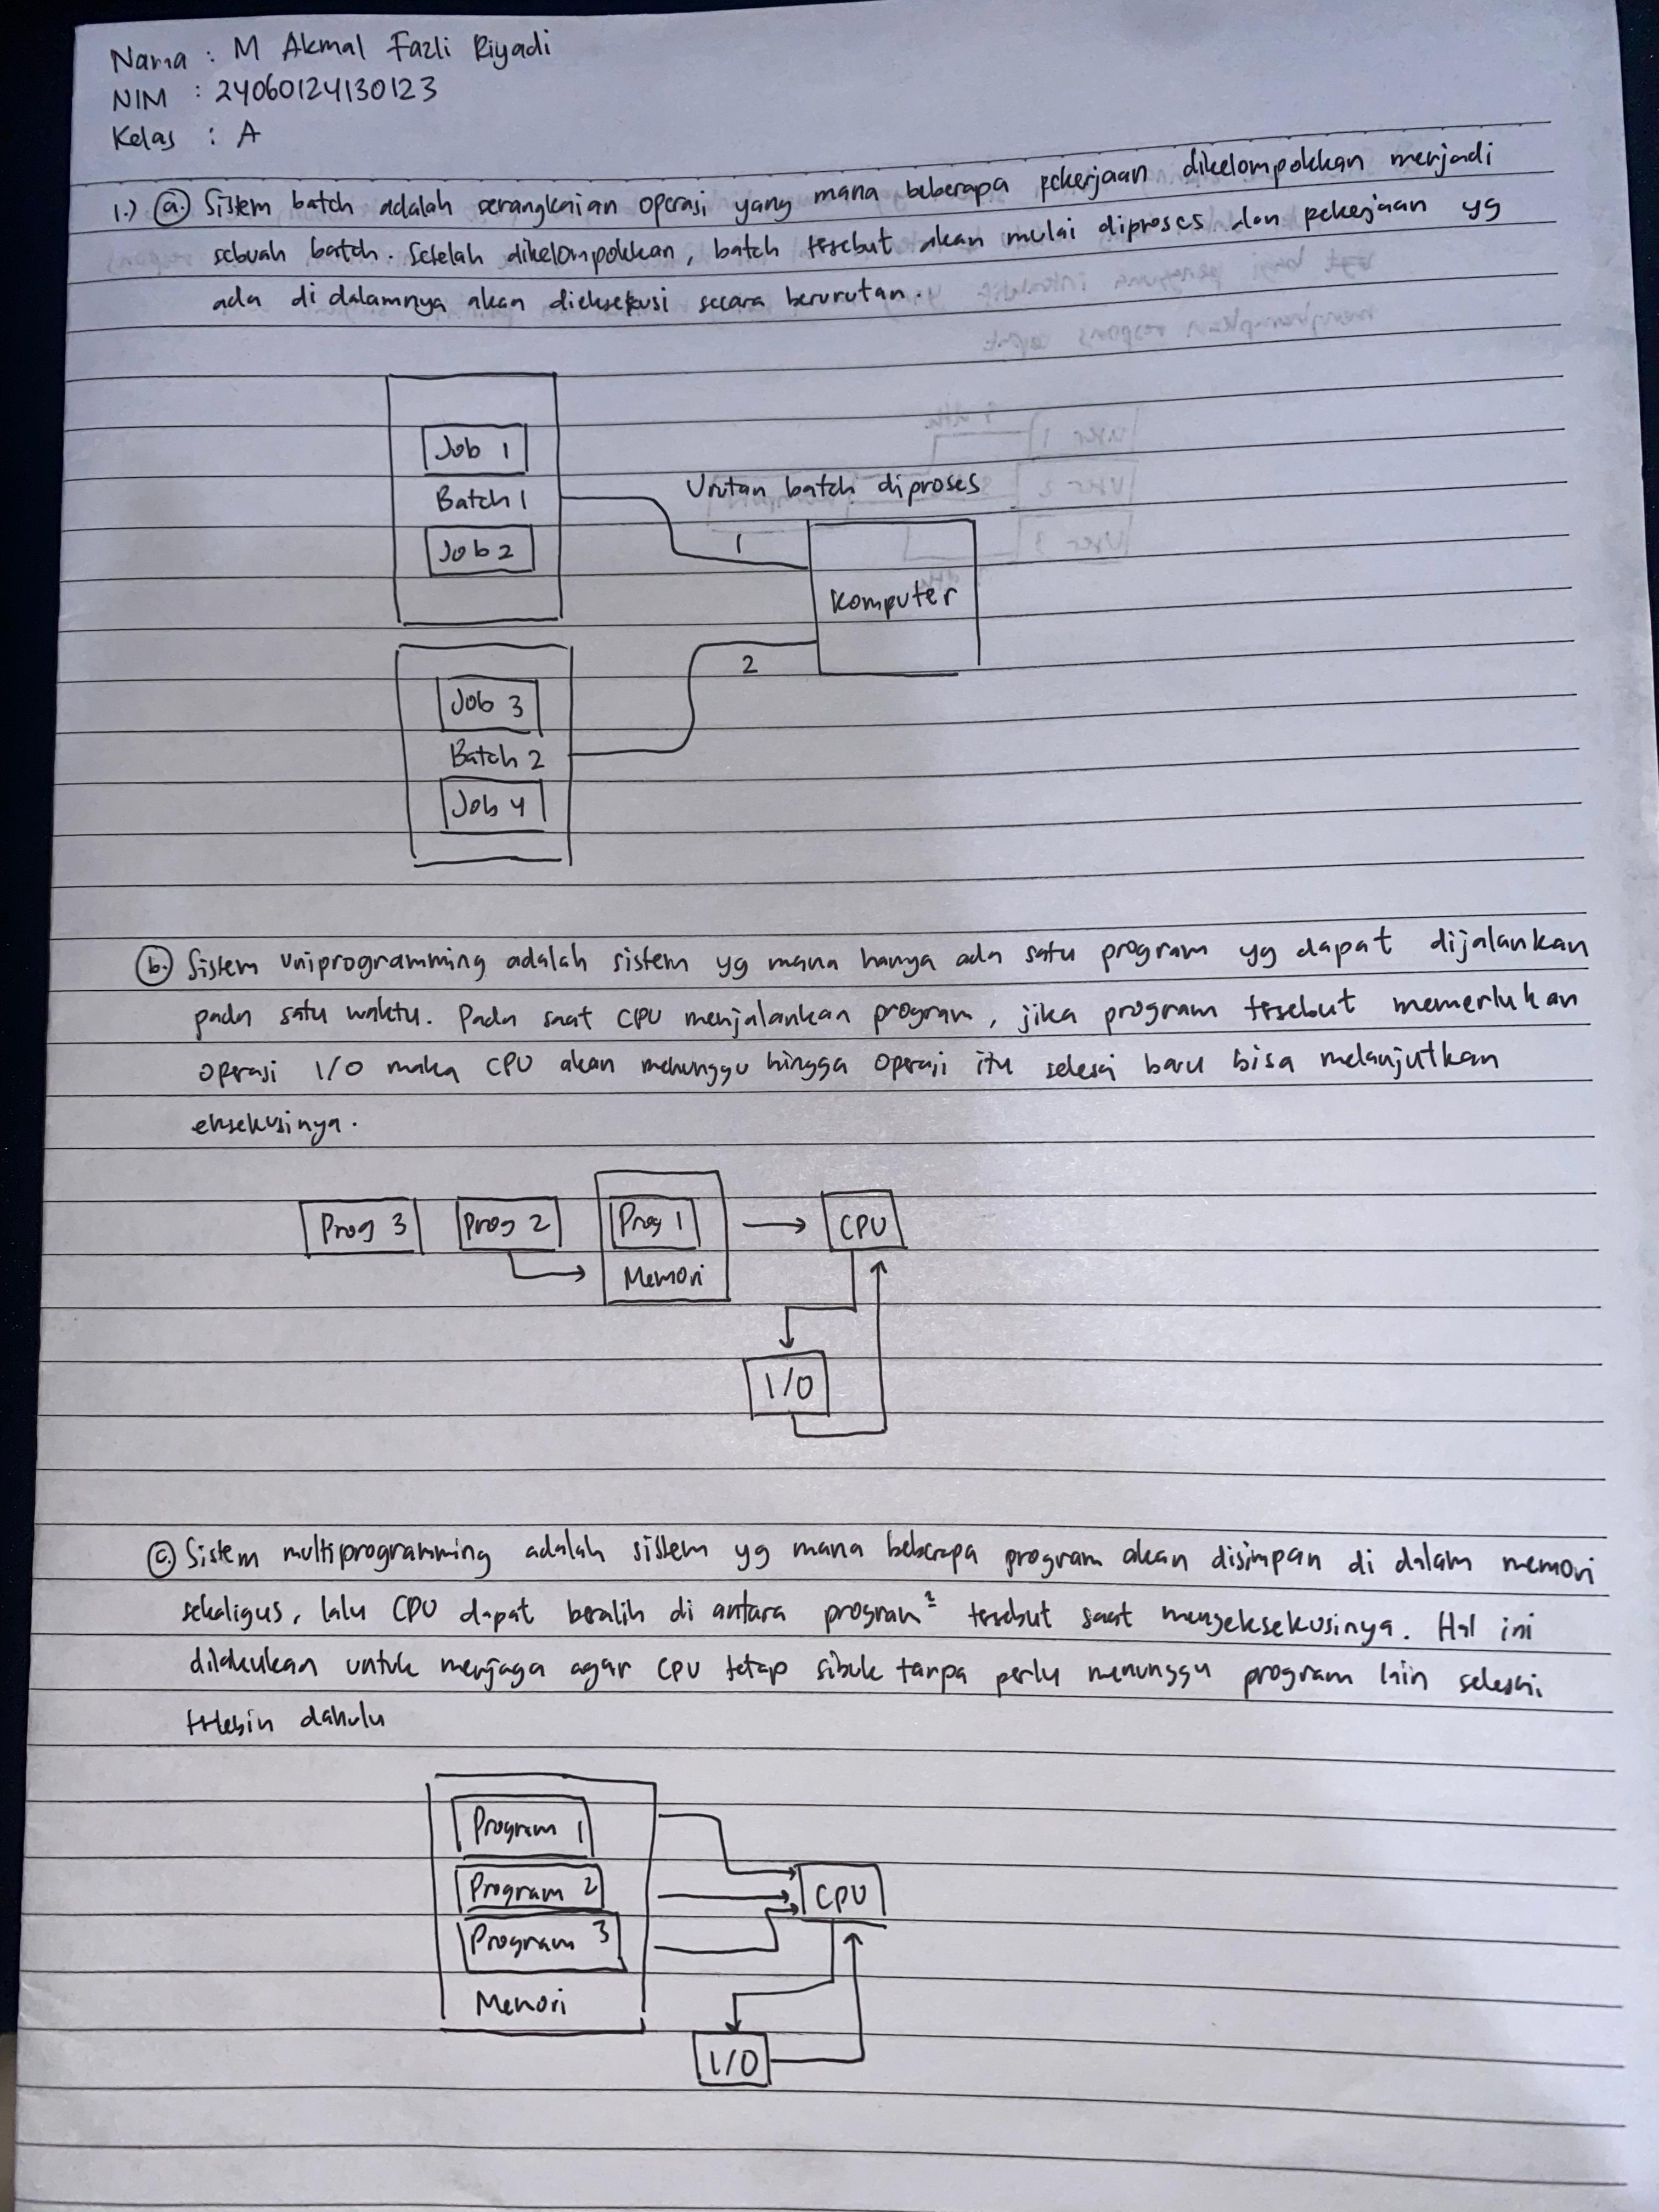 Nama : M Akmal Fazli Riyadi
NIM : 24060124130123
Kelas : A
1.) a. Sistem batch adalah serangkaian operasi yang mana beberapa pekerjaan dikelompokkan menjadi
sebuah batch. Setelah dikelompokkan, batch tersebut akan mulai diproses dan pekerjaan yg
ada di dalamnya akan dieksekusi secara berurutan.
Job 1
Batch 1
Job 2
Urutan batch diproses
1
Komputer
2
Job 3
Batch 2
Job 4
b. Sistem uniprogramming adalah sistem yg mana hanya ada satu program yg dapat dijalankan
pada satu waktu. Pada saat CPU menjalankan program, jika program tersebut memerlukan
operasi I/O maka CPU akan menunggu hingga operasi itu selesai baru bisa melanjutkan
eksekusinya.
Prog 3 Prog 2 Prog 1 CPU
Memori
I/O
c. Sistem multiprogramming adalah sistem yg mana beberapa program akan disimpan di dalam memori
sekaligus, lalu CPU dapat beralih di antara program² tersebut saat mengeksekusinya. Hal ini
dilakukan untuk menjaga agar CPU tetap sibuk tanpa perlu menunggu program lain selesai
terlebih dahulu
Program 1
Program 2
CPU
Program 3
Memori
I/O